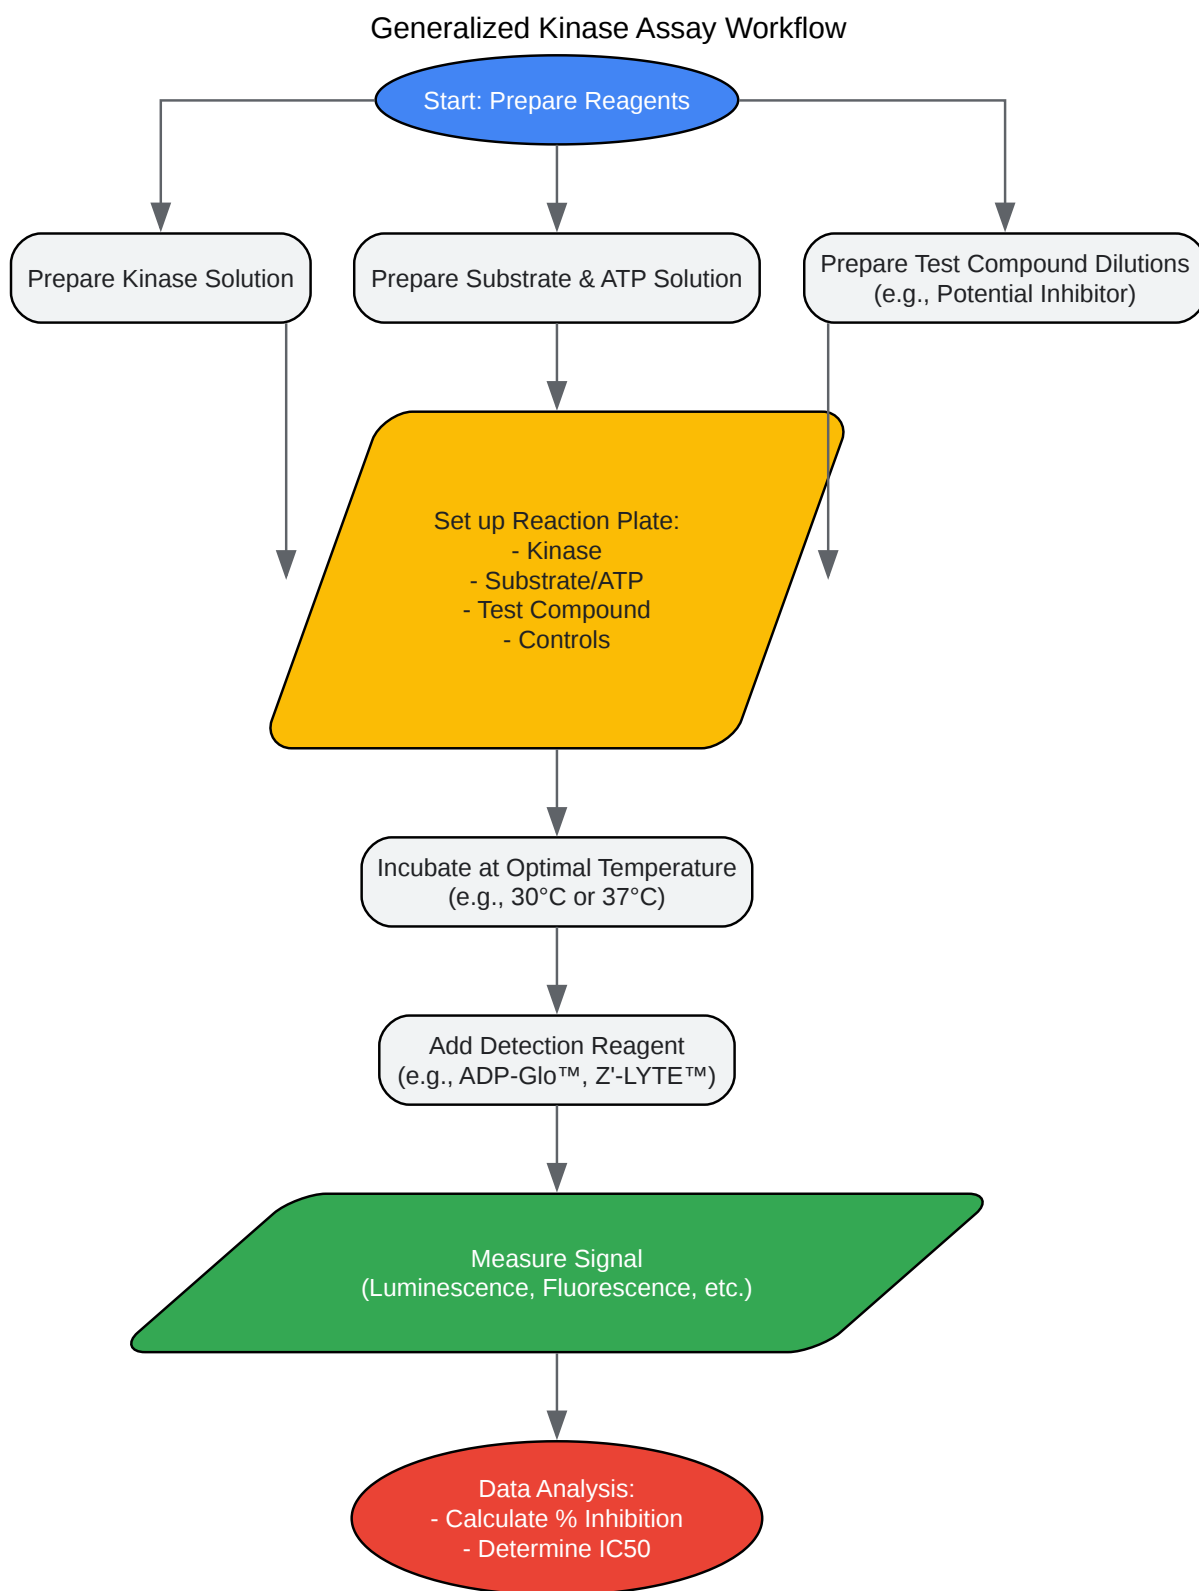 Generalized Kinase Assay Workflow
Start: Prepare Reagents
Prepare Kinase Solution
Prepare Substrate & ATP Solution
Prepare Test Compound Dilutions
(e.g., Potential Inhibitor)
Set up Reaction Plate:
- Kinase
- Substrate/ATP
- Test Compound
- Controls
Incubate at Optimal Temperature
(e.g., 30°C or 37°C)
Add Detection Reagent
(e.g., ADP-Glo™, Z'-LYTE™)
Measure Signal
(Luminescence, Fluorescence, etc.)
Data Analysis:
- Calculate % Inhibition
- Determine IC50